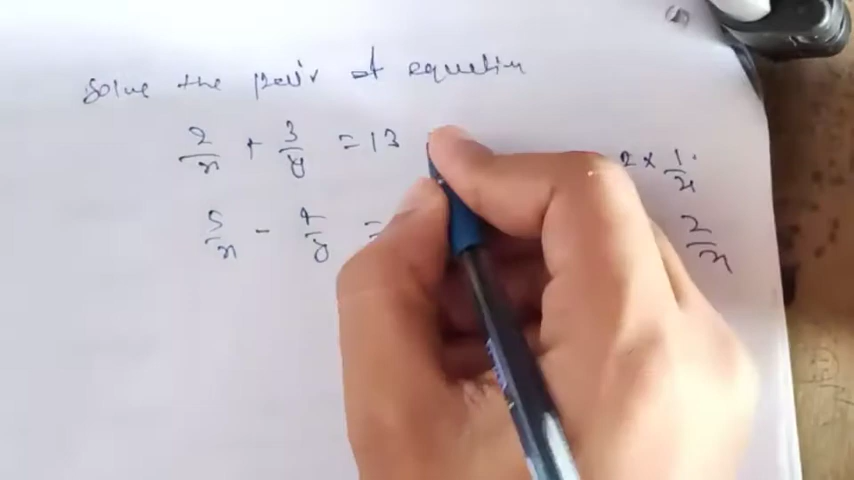 Solve the pair of equation
2/x + 3/y = 13
2 × 1/x
5/x - 4/y =
2/x